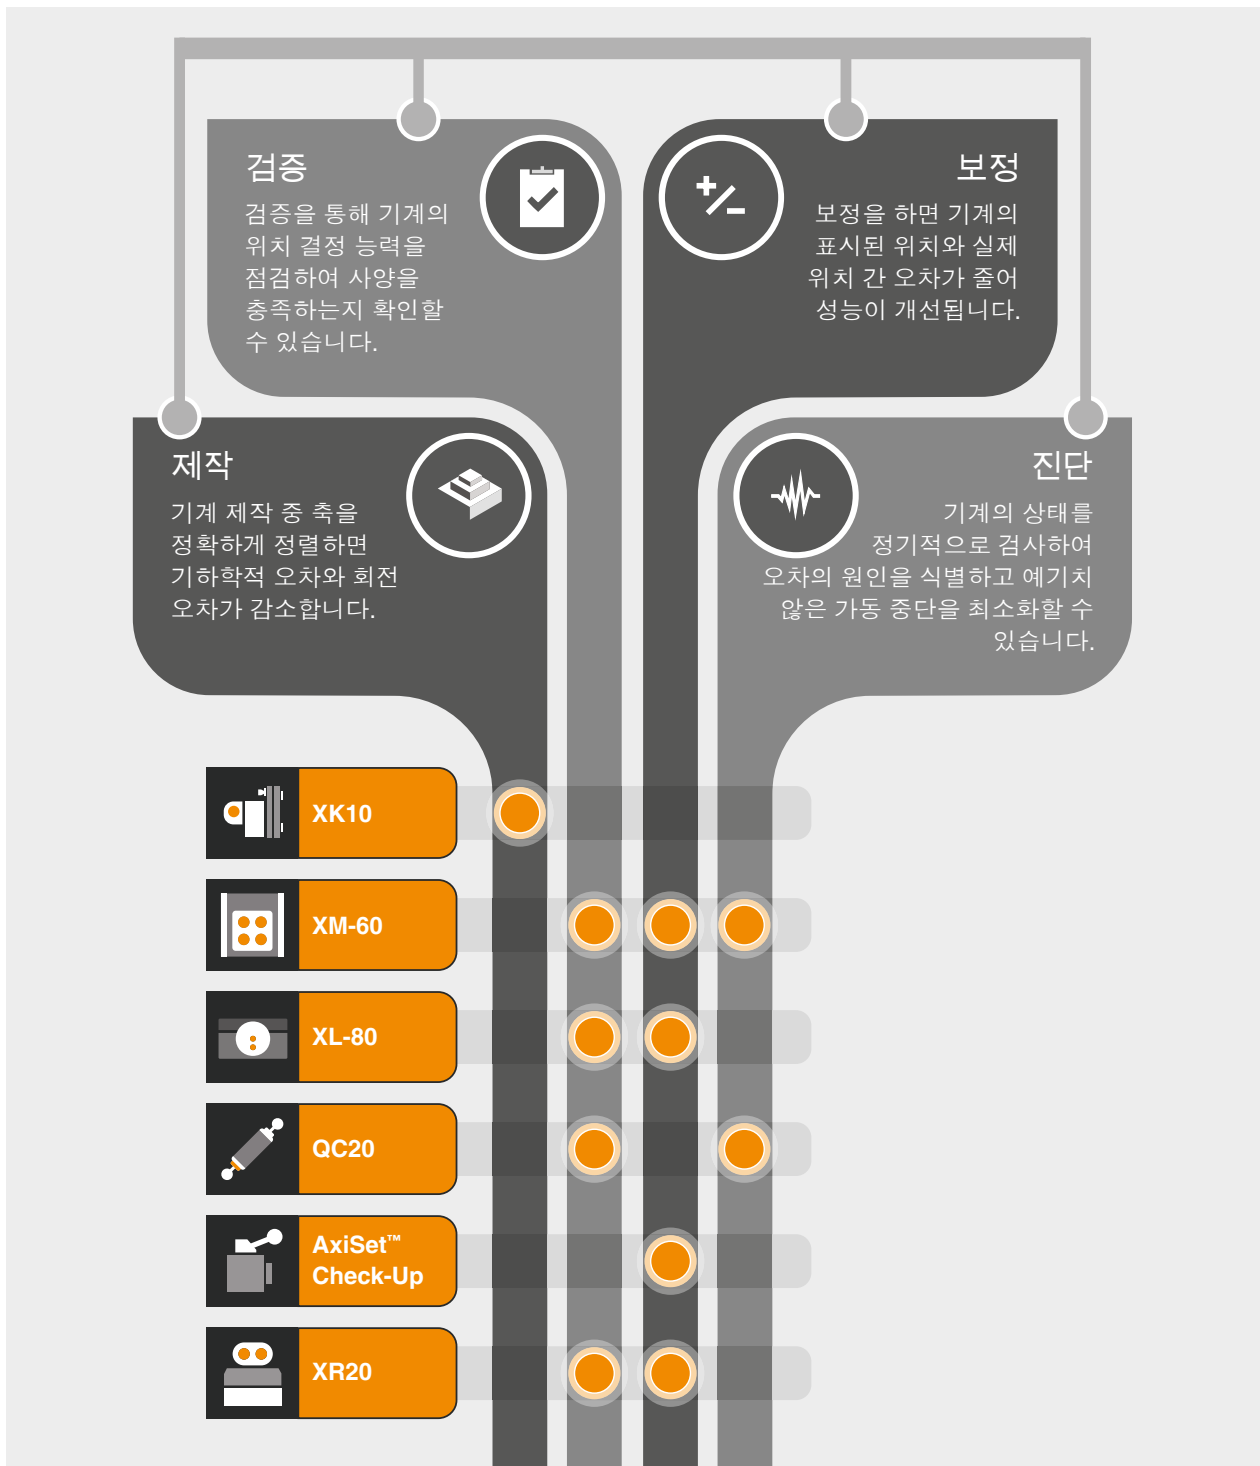 검증
검증을 통해 기계의
위치 결정 능력을
점검하여 사양을
충족하는지 확인할
수 있습니다.
보정
보정을 하면 기계의
표시된 위치와 실제
위치 간 오차가 줄어
성능이 개선됩니다.
제작
기계 제작 중 축을
정확하게 정렬하면
기하학적 오차와 회전
오차가 감소합니다.
진단
기계의 상태를
정기적으로 검사하여
오차의 원인을 식별하고 예기치
않은 가동 중단을 최소화할 수
있습니다.
XK10
XM-60
XL-80
QC20
AxiSet™
Check-Up
XR20